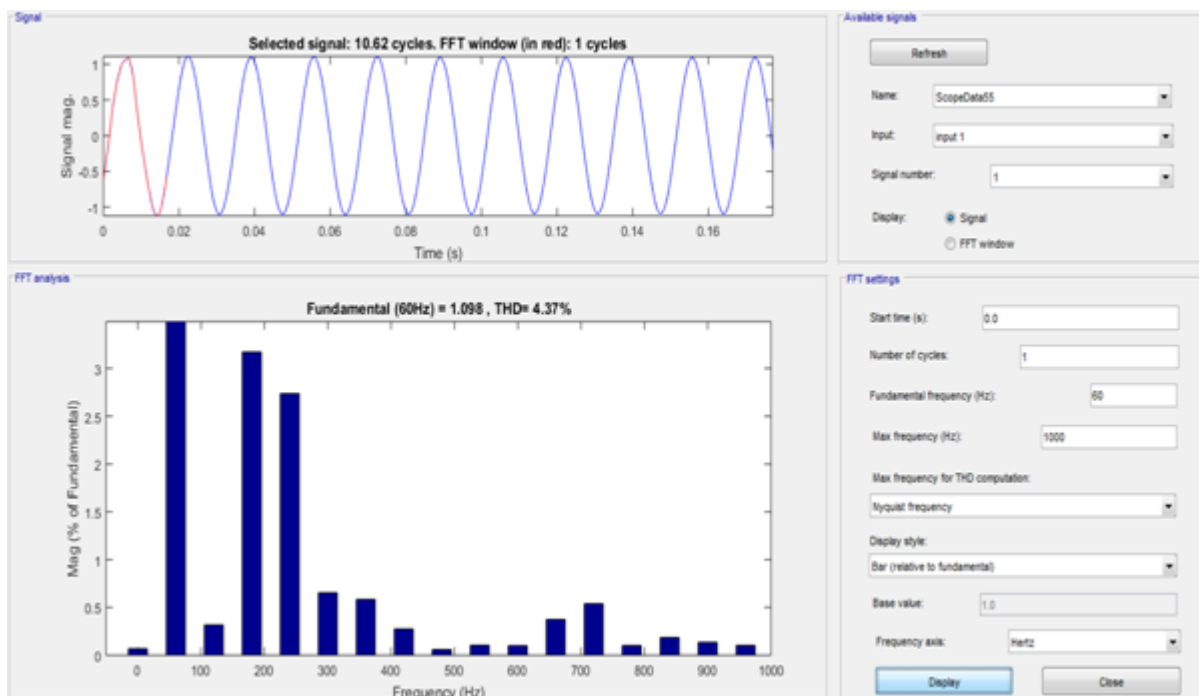 Signal
Selected signal: 10.62 cycles. FFT window (in red): 1 cycles
1
0.5
0
-0.5
-1
Signal mag.
0 0.02 0.04 0.06 0.08 0.1 0.12 0.14 0.16
Time (s)
Available signals
Refresh
Name: ScopeData55
Input: input 1
Signal number: 1
Display: Signal
FFT window
FFT analysis
Fundamental (60Hz) = 1.098 , THD= 4.37%
3
2.5
2
1.5
1
0.5
0
Mag (% of Fundamental)
0 100 200 300 400 500 600 700 800 900 1000
Frequency (Hz)
FFT settings
Start time (s): 0.0
Number of cycles: 1
Fundamental frequency (Hz): 60
Max frequency (Hz): 1000
Max frequency for THD computation:
Nyquist frequency
Display style:
Bar (relative to fundamental)
Base value: 1.0
Frequency axis: Hertz
Display Close